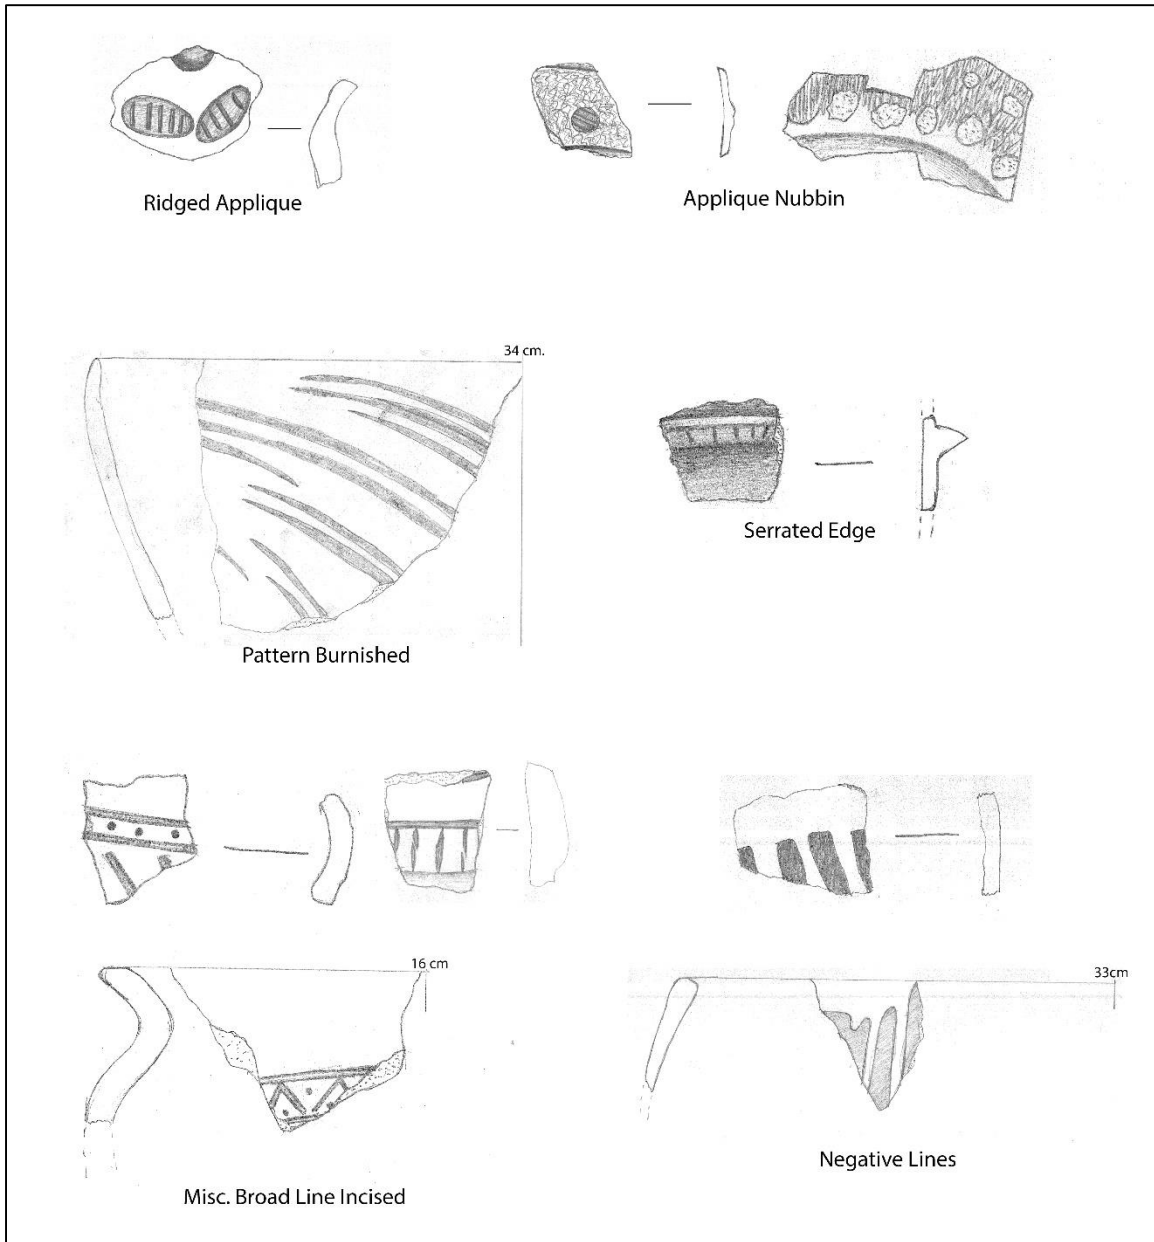 Ridged Applique
Applique Nubbin
34 cm.
Pattern Burnished
Serrated Edge
16 cm
Misc. Broad Line Incised
33cm
Negative Lines